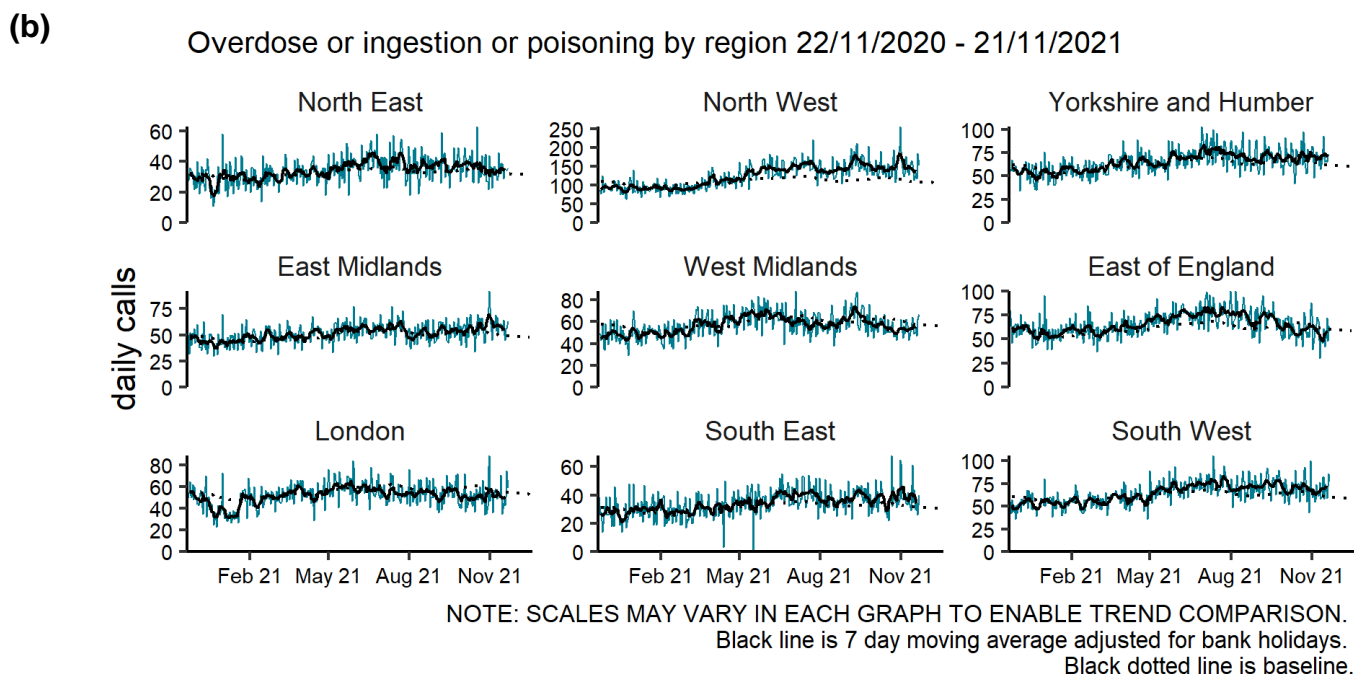 (b)
Overdose or ingestion or poisoning by region 22/11/2020 - 21/11/2021
North East
60
40
20
0
North West
250
200
150
100
50
0
Yorkshire and Humber
100
75
50
25
0
daily calls
East Midlands
75
50
25
0
West Midlands
80
60
40
20
0
East of England
100
75
50
25
0
London
80
60
40
20
0
Feb 21 May 21 Aug 21 Nov 21
South East
60
40
20
0
Feb 21 May 21 Aug 21 Nov 21
South West
100
75
50
25
0
Feb 21 May 21 Aug 21 Nov 21
NOTE: SCALES MAY VARY IN EACH GRAPH TO ENABLE TREND COMPARISON.
Black line is 7 day moving average adjusted for bank holidays.
Black dotted line is baseline.